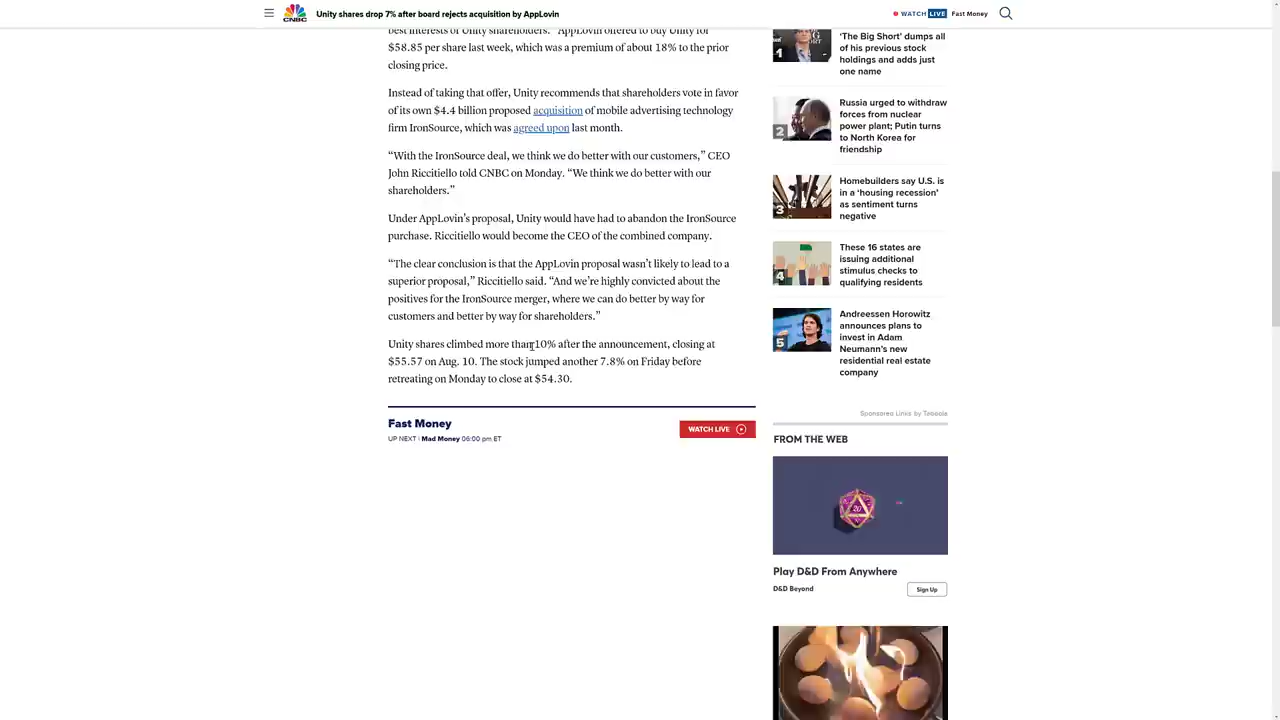 CNBC
Unity shares drop 7% after board rejects acquisition by AppLovin
WATCH LIVE
Fast Money
best interests of Unity shareholders.” AppLovin offered to buy Unity for
$58.85 per share last week, which was a premium of about 18% to the prior
closing price.
Instead of taking that offer, Unity recommends that shareholders vote in favor
of its own $4.4 billion proposed acquisition of mobile advertising technology
firm IronSource, which was agreed upon last month.
“With the IronSource deal, we think we do better with our customers,” CEO
John Riccitiello told CNBC on Monday. “We think we do better with our
shareholders.”
Under AppLovin’s proposal, Unity would have had to abandon the IronSource
purchase. Riccitiello would become the CEO of the combined company.
“The clear conclusion is that the AppLovin proposal wasn’t likely to lead to a
superior proposal,” Riccitiello said. “And we’re highly convicted about the
positives for the IronSource merger, where we can do better by way for
customers and better by way for shareholders.”
Unity shares climbed more than 10% after the announcement, closing at
$55.57 on Aug. 10. The stock jumped another 7.8% on Friday before
retreating on Monday to close at $54.30.
Fast Money
UP NEXT | Mad Money 06:00 pm ET
WATCH LIVE
1
‘The Big Short’ dumps all
of his previous stock
holdings and adds just
one name
2
Russia urged to withdraw
forces from nuclear
power plant; Putin turns
to North Korea for
friendship
3
Homebuilders say U.S. is
in a ‘housing recession’
as sentiment turns
negative
4
These 16 states are
issuing additional
stimulus checks to
qualifying residents
5
Andreessen Horowitz
announces plans to
invest in Adam
Neumann’s new
residential real estate
company
Sponsored Links by Taboola
FROM THE WEB
20
Play D&D From Anywhere
D&D Beyond
Sign Up